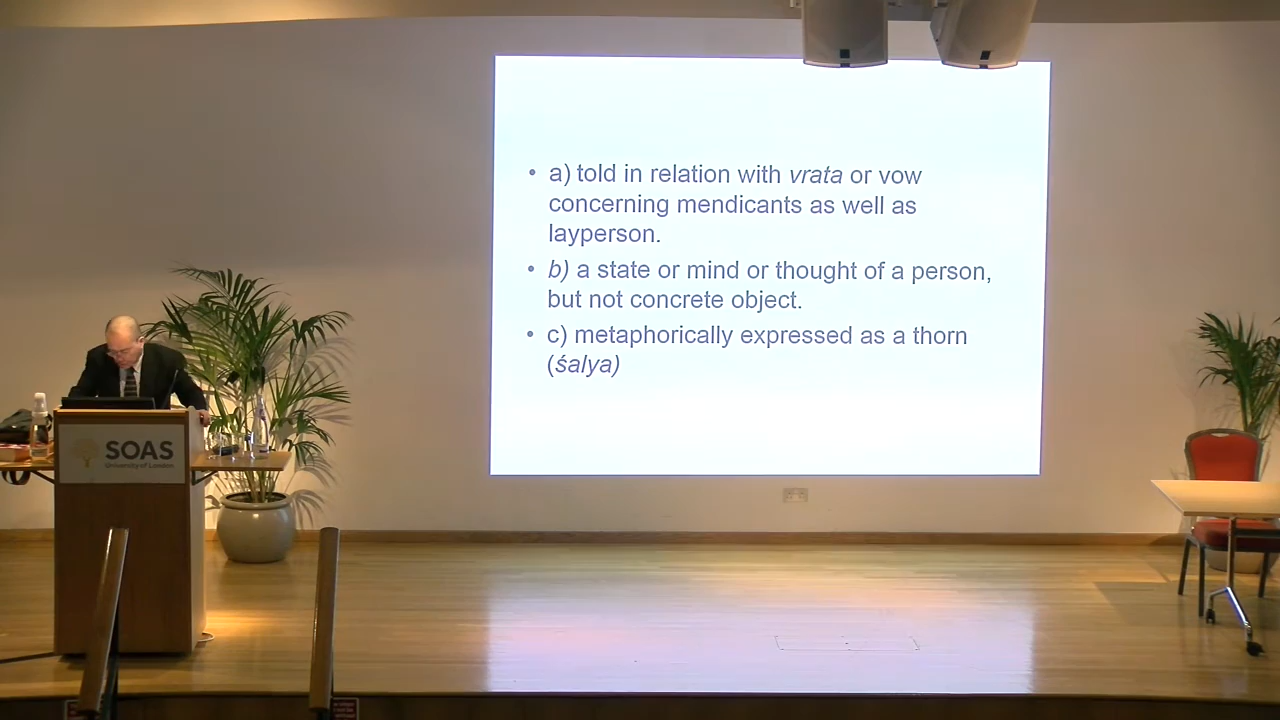 • a) told in relation with vrata or vow
concerning mendicants as well as
layperson.
• b) a state or mind or thought of a person,
but not concrete object.
• c) metaphorically expressed as a thorn
(śalya)
SOAS
University of London